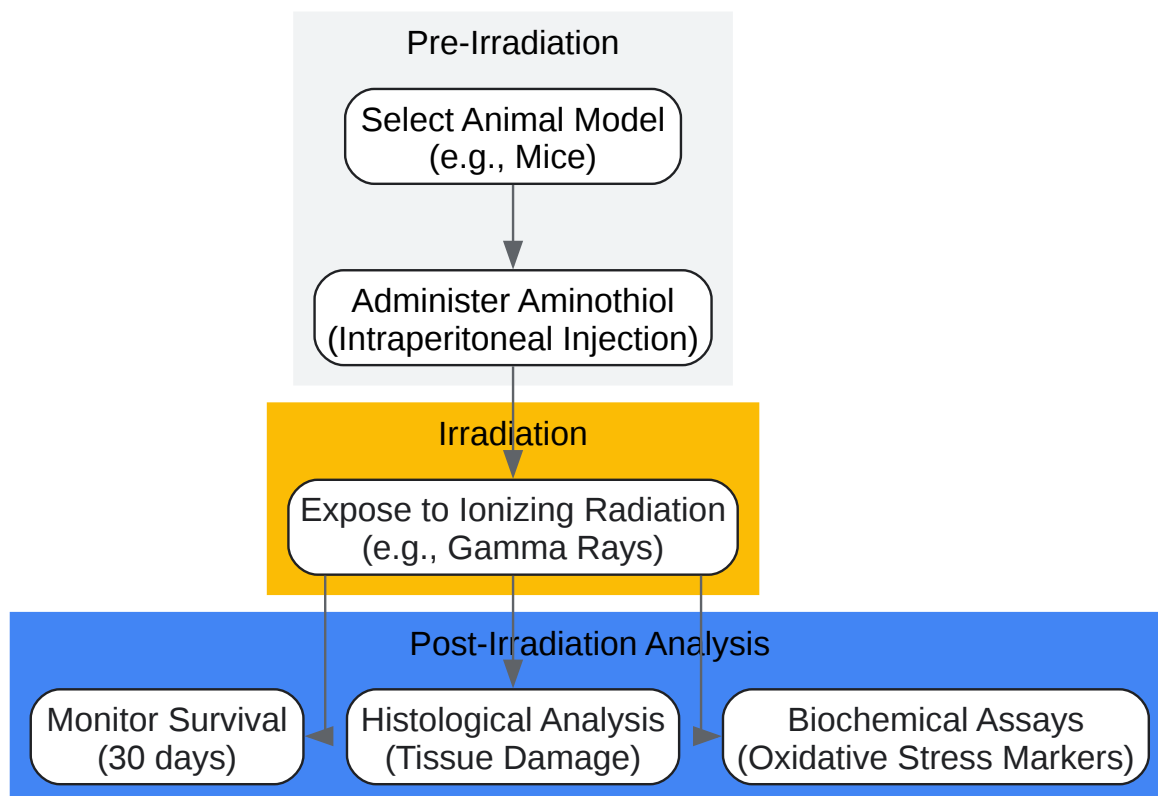 Pre-Irradiation
Select Animal Model
(e.g., Mice)
Administer Aminothiol
(Intraperitoneal Injection)
Irradiation
Expose to Ionizing Radiation
(e.g., Gamma Rays)
Post-Irradiation Analysis
Monitor Survival
(30 days)
Histological Analysis
(Tissue Damage)
Biochemical Assays
(Oxidative Stress Markers)